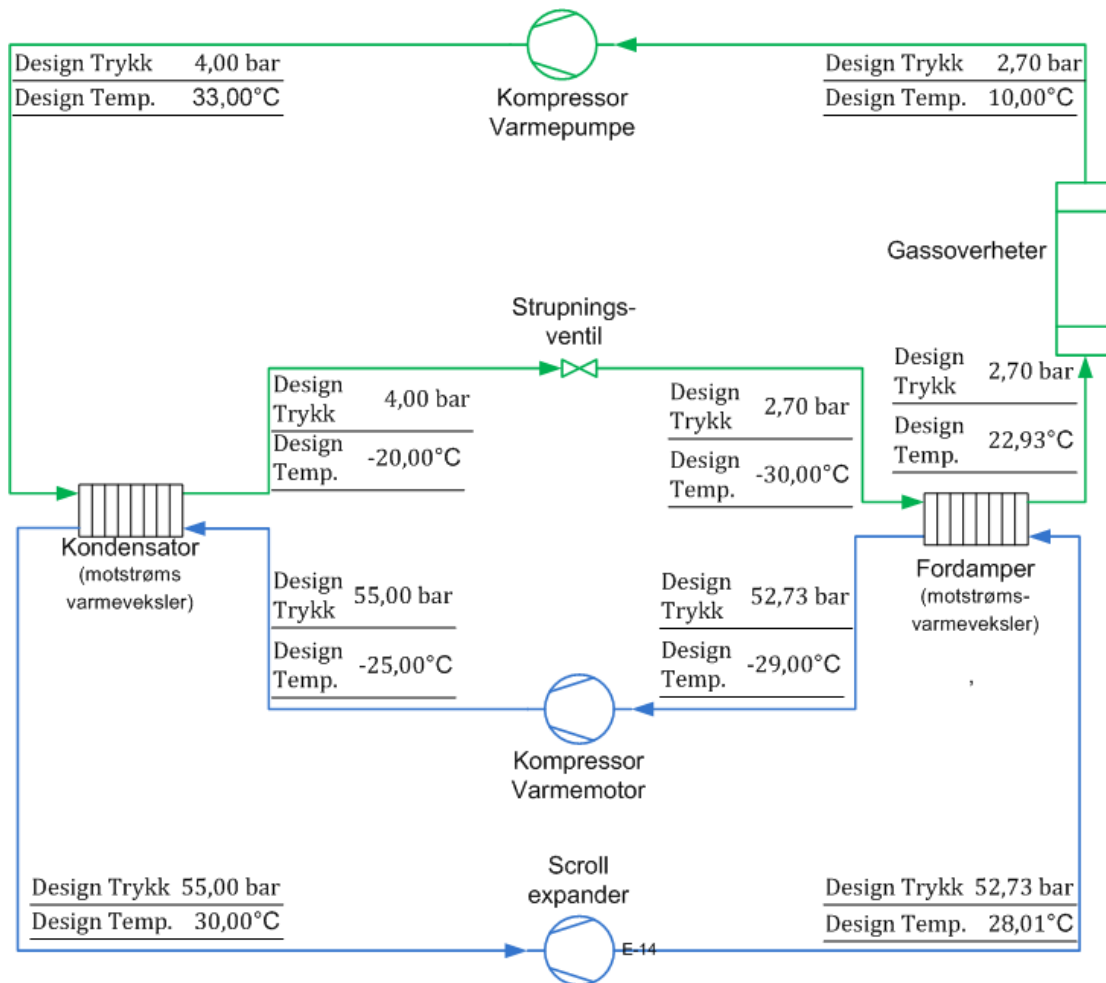 Design Trykk 4,00 bar
Design Temp. 33,00°C
Kompressor
Varmepumpe
Design Trykk 2,70 bar
Design Temp. 10,00°C
Gassoverheter
Strupnings-
ventil
Design
Trykk 4,00 bar
Design
Temp. -20,00°C
Design
Trykk 2,70 bar
Design
Temp. -30,00°C
Design
Trykk 2,70 bar
Design
Temp. 22,93°C
Kondensator
(motstrøms
varmeveksler)
Design
Trykk 55,00 bar
Design
Temp. -25,00°C
Design
Trykk 52,73 bar
Design
Temp. -29,00°C
Fordamper
(motstrøms-
varmeveksler)
,
Kompressor
Varmemotor
Design Trykk 55,00 bar
Design Temp. 30,00°C
Scroll
expander
E-14
Design Trykk 52,73 bar
Design Temp. 28,01°C